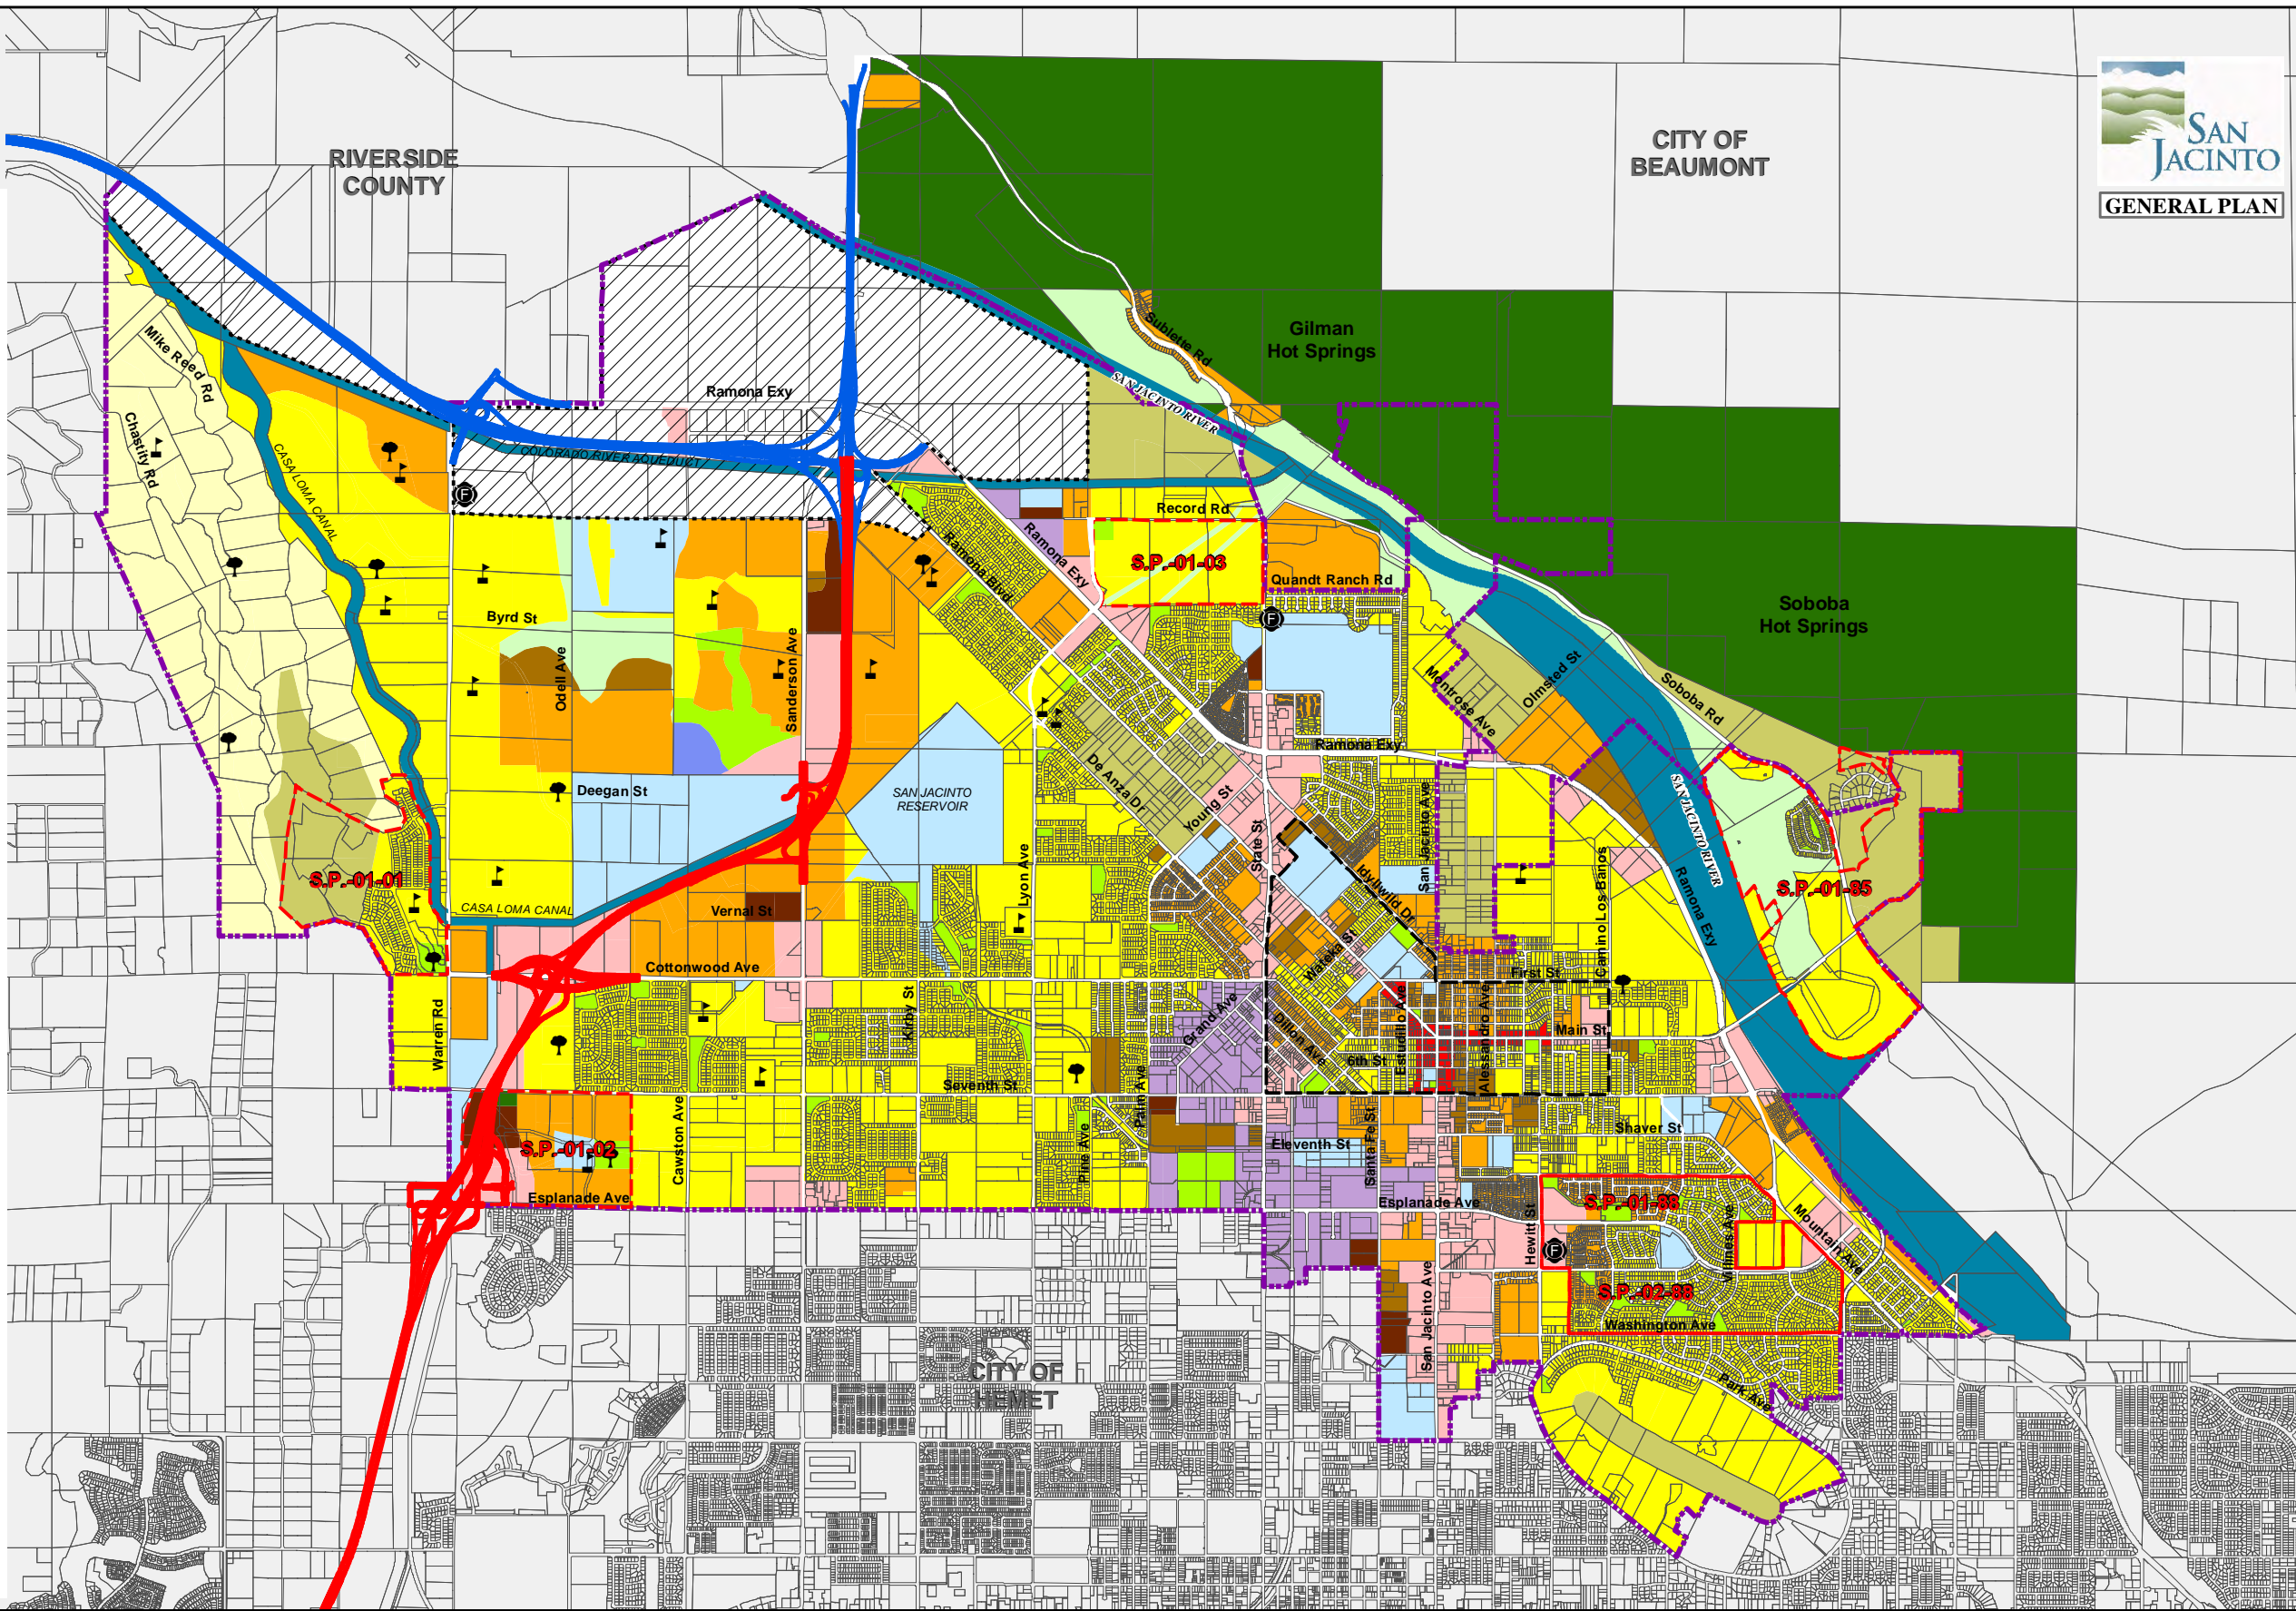 RIVERSIDE
COUNTY
CITY OF
BEAUMONT
SAN
JACINTO
GENERAL PLAN
Gilman
Hot Springs
Sublette Rd
Mike Reed Rd
Chastity Rd
CASA LOMA CANAL
Ramona Exy
COLORADO RIVER AQUEDUCT
SAN JACINTO RIVER
Record Rd
Ramona Exy
Ramona Blvd
S.P.-01-03
Quandt Ranch Rd
Soboba
Hot Springs
Byrd St
Odell Ave
Sanderson Ave
Montrose Ave
Olmsted St
Soboba Rd
Ramona Exy
De Anza Dr
Young St
Deegan St
SAN JACINTO
RESERVOIR
State St
San Jacinto Ave
SAN JACINTO RIVER
S.P.-01-01
S.P.-01-85
Lyon Ave
Idyllwild Dr
Camino Los Banos
Ramona Exy
CASA LOMA CANAL
Vernal St
Cottonwood Ave
Wateka St
First St
Warren Rd
Kirby St
Grand Ave
Dillon Ave
Estudillo Ave
Alessandro Ave
Main St
6th St
Seventh St
F
F
F
S.P.-01-02
Cawston Ave
Pine Ave
Palm Ave
Eleventh St
Santa Fe St
Shaver St
Esplanade Ave
Esplanade Ave
S.P.-01-88
Hewitt St
Mountain Ave
S.P.-02-88
Washington Ave
San Jacinto Ave
CITY OF
HEMET
Park Ave